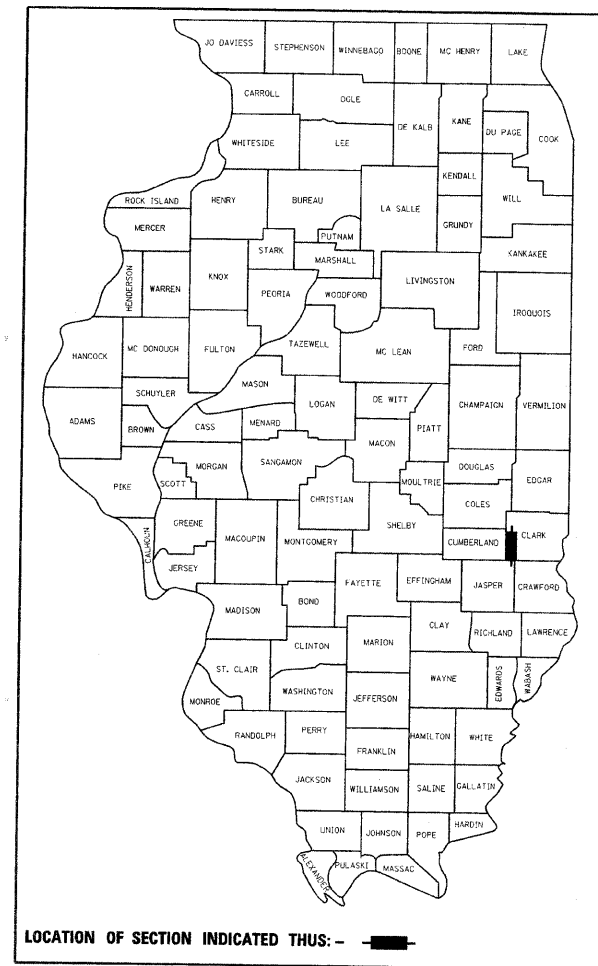 JO DAVIESS STEPHENSON WINNEBAGO BOONE MC HENRY LAKE
CARROLL OGLE DE KALB KANE DU PAGE COOK
WHITESIDE LEE
KENDALL WILL
ROCK ISLAND HENRY BUREAU LA SALLE GRUNDY
MERCER PUTNAM
STARK MARSHALL KANKAKEE
HENDERSON WARREN KNOX PEORIA WOODFORD LIVINGSTON IROQUOIS
HANCOCK MC DONOUGH FULTON TAZEWELL MC LEAN FORD
SCHUYLER MASON LOGAN DE WITT CHAMPAIGN VERMILION
ADAMS BROWN CASS MENARD MACON PIATT
PIKE SCOTT MORGAN SANGAMON DOUGLAS EDGAR
CHRISTIAN MOULTRIE COLES
CALHOUN GREENE MACOUPIN MONTGOMERY SHELBY CUMBERLAND CLARK
JERSEY FAYETTE EFFINGHAM JASPER CRAWFORD
MADISON BOND CLAY RICHLAND LAWRENCE
CLINTON MARION
ST. CLAIR WAYNE EDWARDS WABASH
MONROE WASHINGTON JEFFERSON
RANDOLPH PERRY HAMILTON WHITE
FRANKLIN
JACKSON WILLIAMSON SALINE GALLATIN
UNION JOHNSON POPE HARDIN
ALEXANDER PULASKI MASSAC
LOCATION OF SECTION INDICATED THUS: -